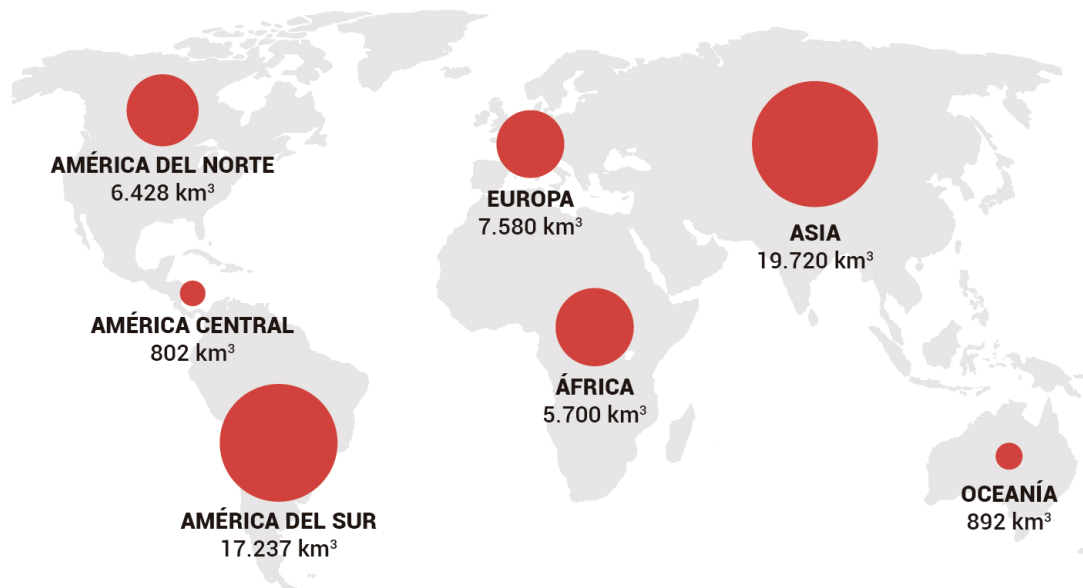 AMÉRICA DEL NORTE
6.428 km³
EUROPA
7.580 km³
ASIA
19.720 km³
AMÉRICA CENTRAL
802 km³
ÁFRICA
5.700 km³
AMÉRICA DEL SUR
17.237 km³
OCEANÍA
892 km³